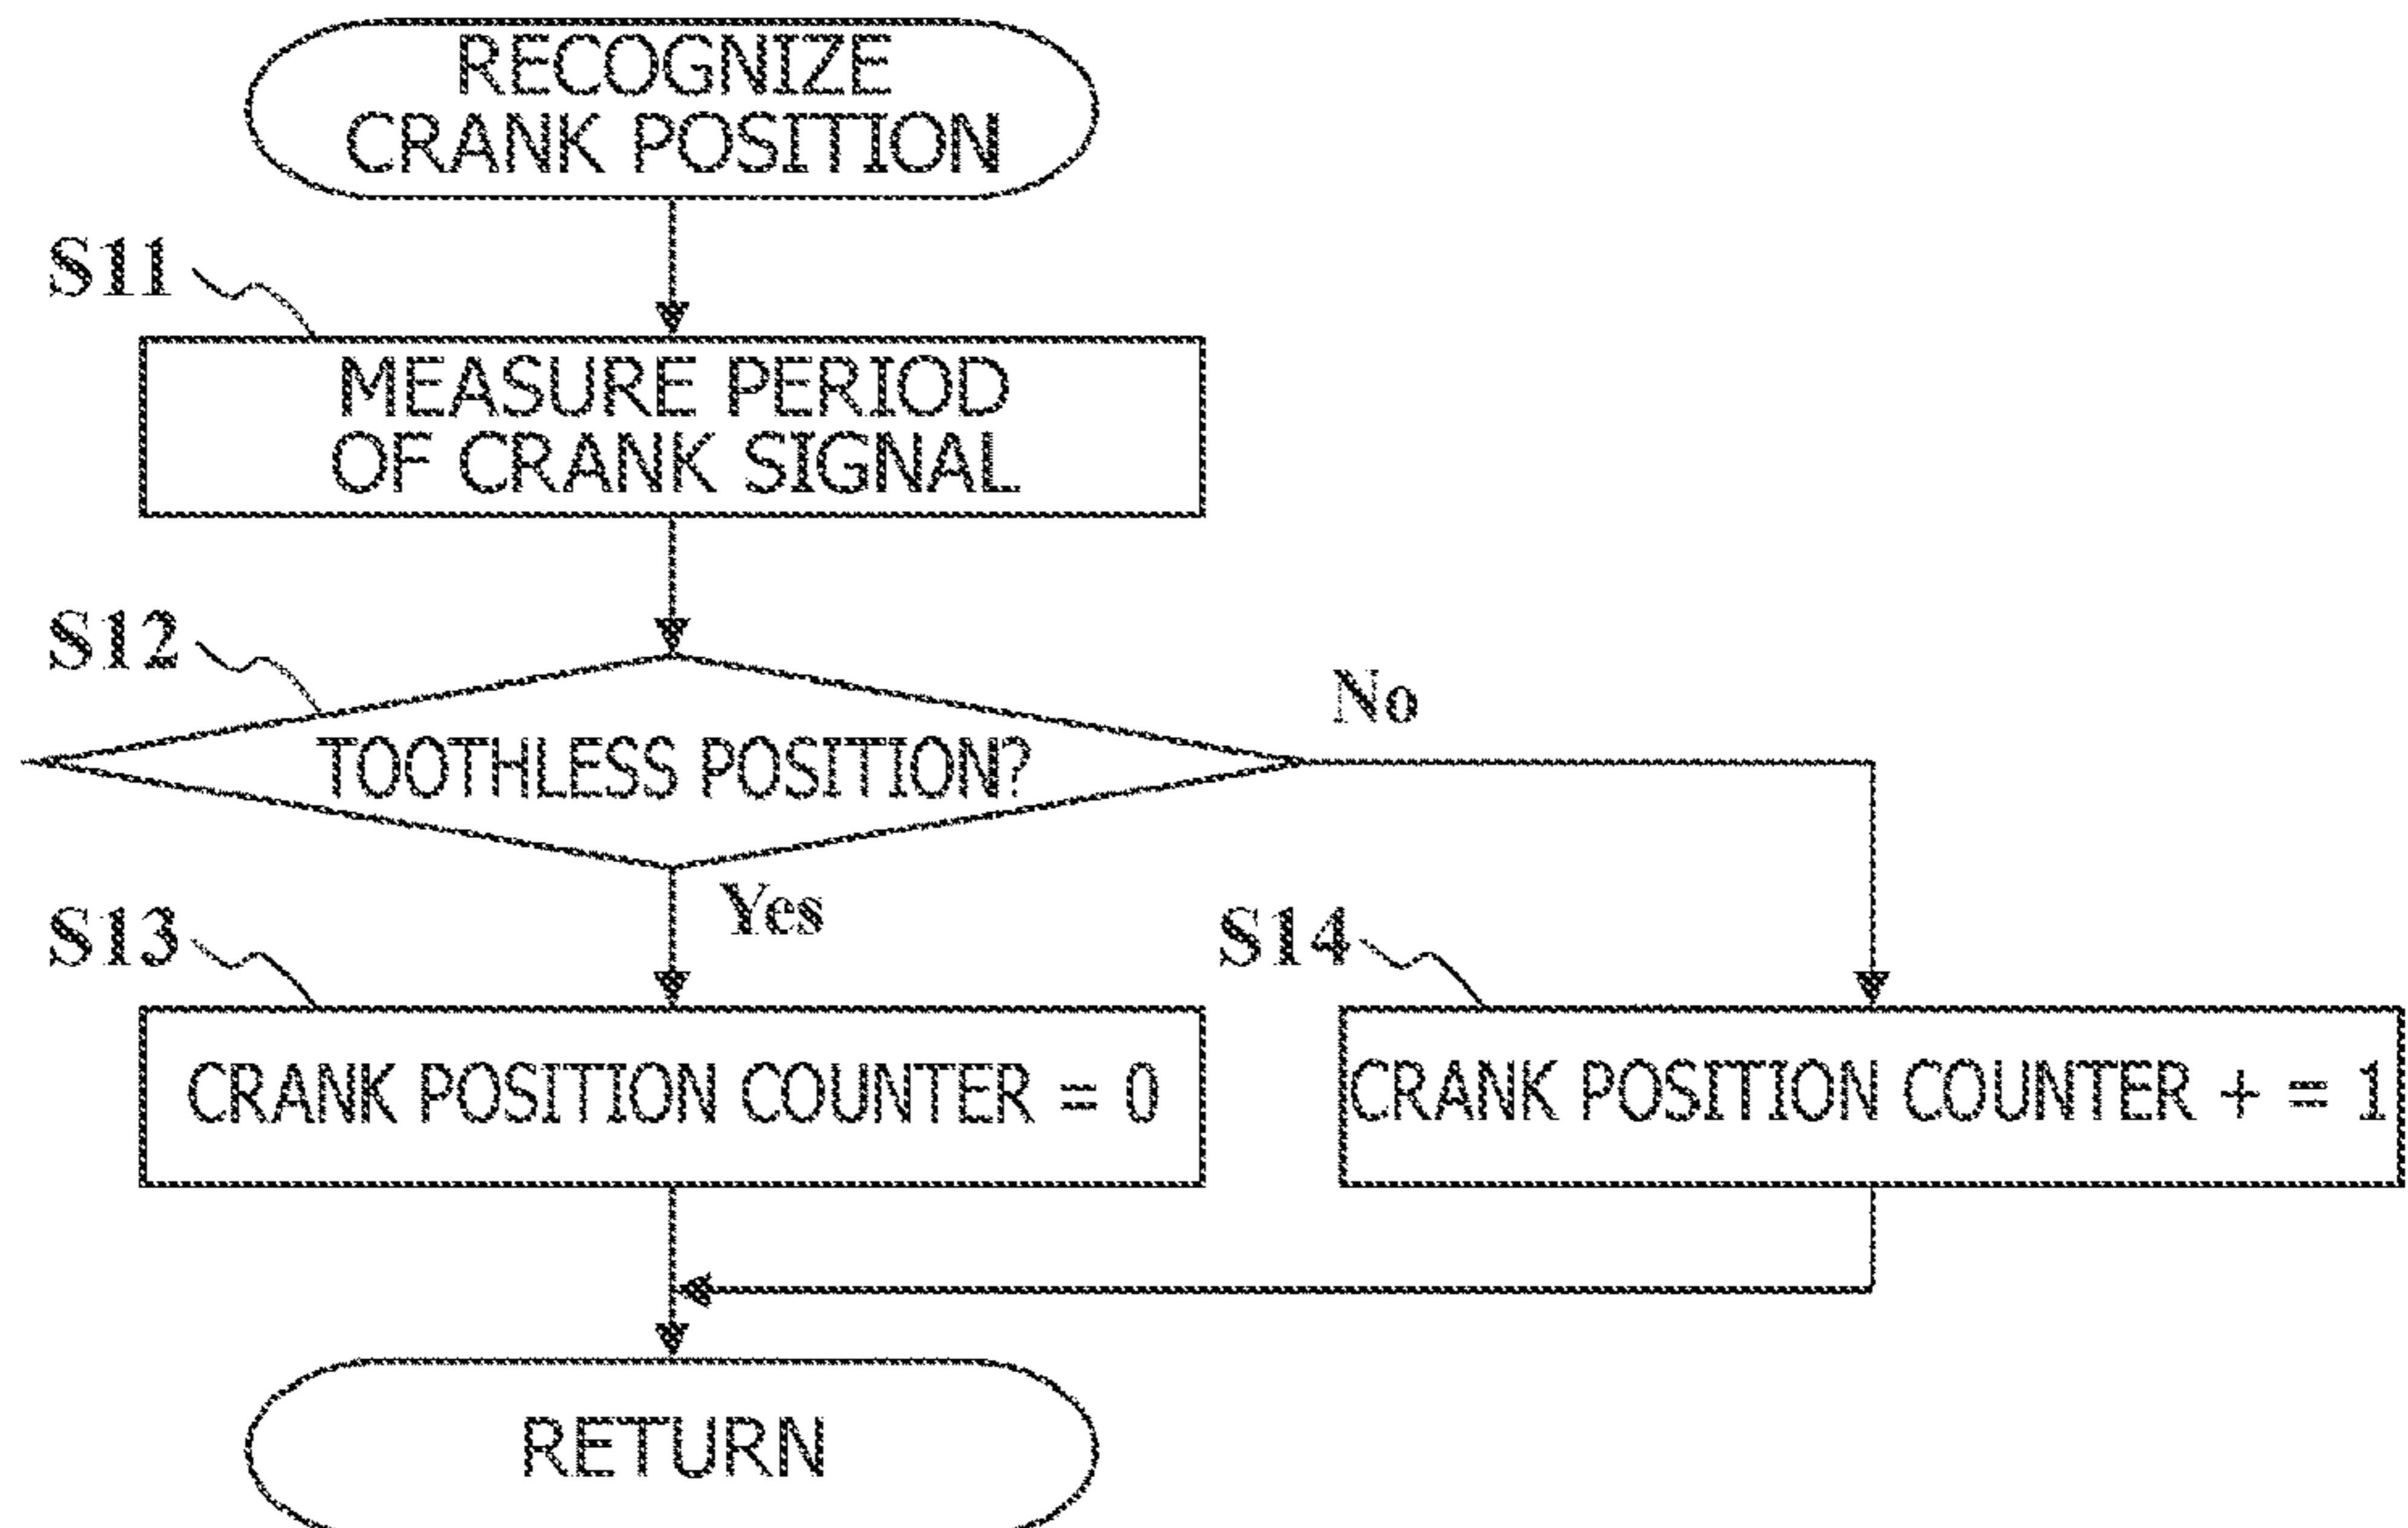 RECOGNIZE
CRANK POSITION
S11
MEASURE PERIOD
OF CRANK SIGNAL
S12
TOOTHLESS POSITION?
No
Yes
S13
CRANK POSITION COUNTER = 0
S14
CRANK POSITION COUNTER + = 1
RETURN